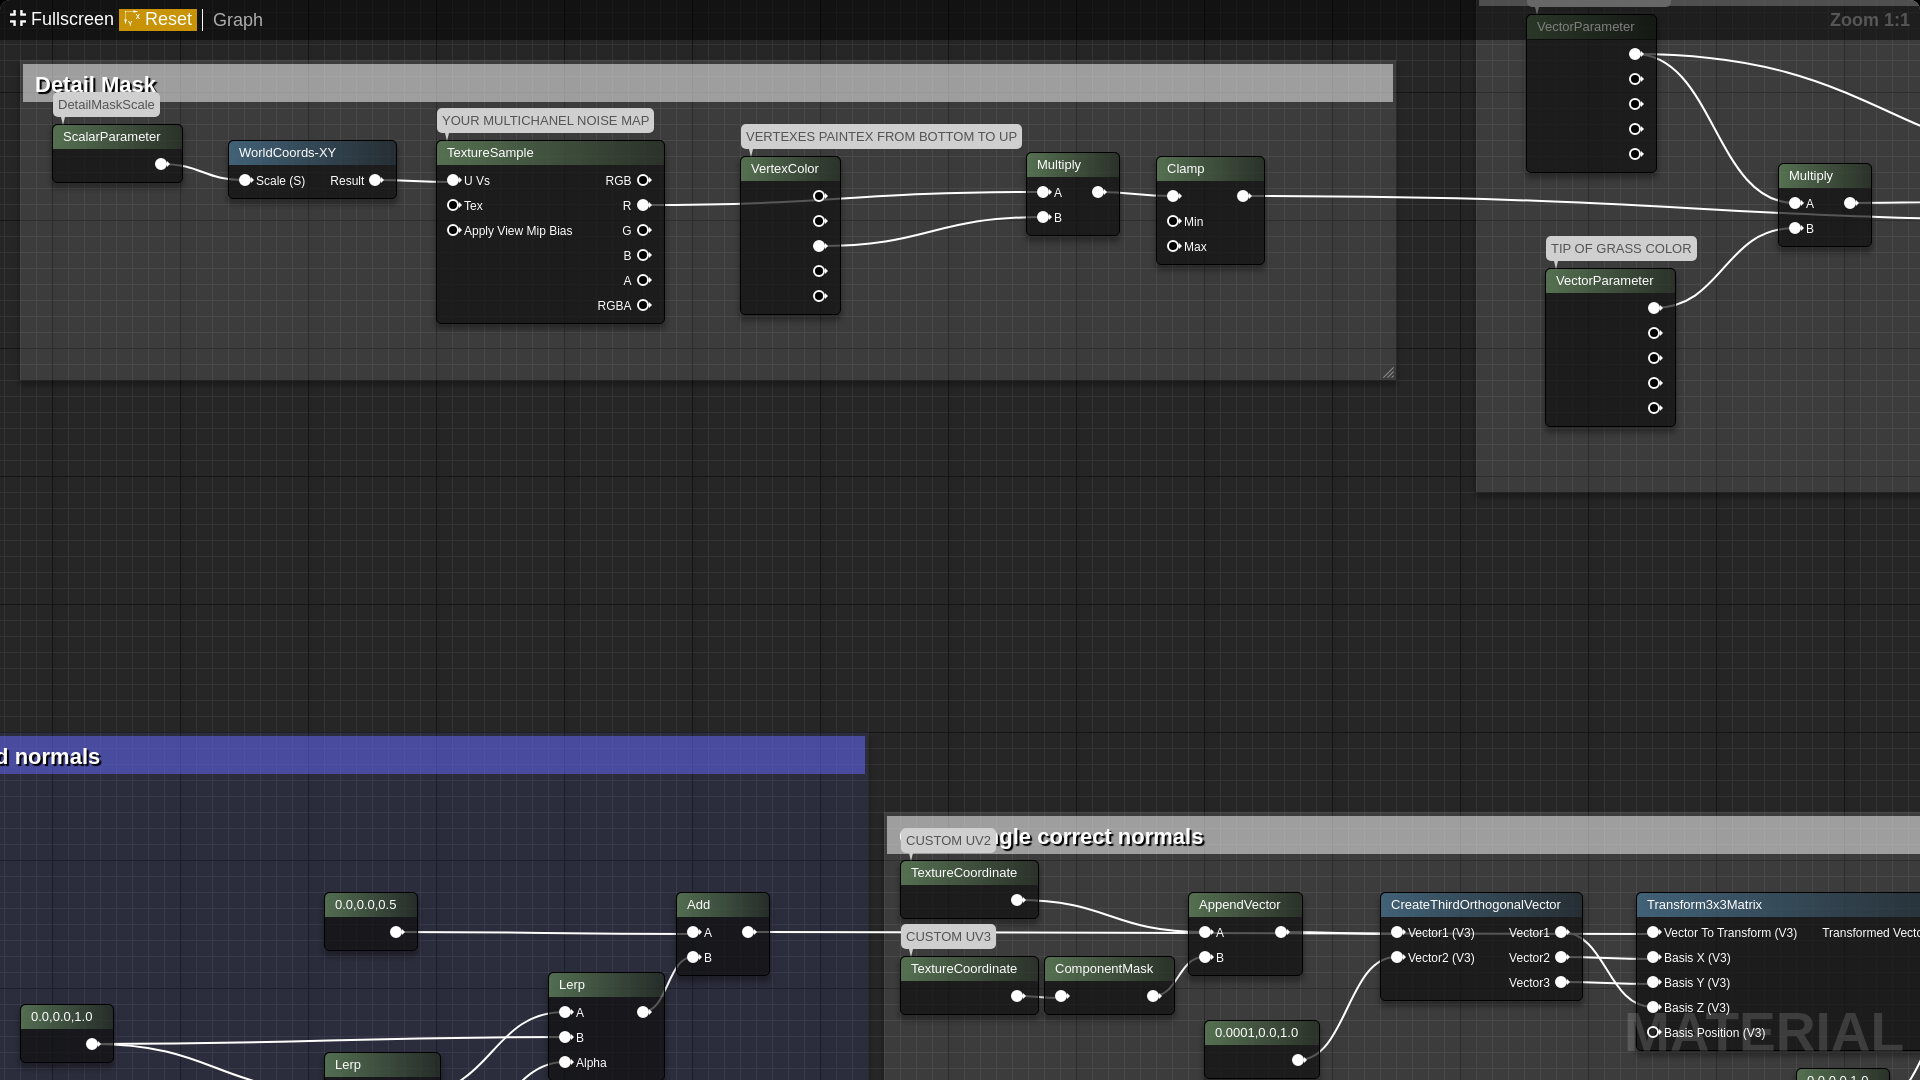 Fullscreen Reset Graph
Zoom 1:1
Detail Mask
DetailMaskScale
ScalarParameter
WorldCoords-XY
Scale (S) Result
YOUR MULTICHANEL NOISE MAP
TextureSample
U Vs RGB
Tex R
Apply View Mip Bias G
B
A
RGBA
VERTEXES PAINTEX FROM BOTTOM TO UP
VertexColor
Multiply
A
B
Clamp
Min
Max
VectorParameter
Multiply
A
B
TIP OF GRASS COLOR
VectorParameter
d normals
0.0,0.0,0.5
Add
A
B
Lerp
A
B
Alpha
0.0,0.0,1.0
Lerp
gle correct normals
CUSTOM UV2
TextureCoordinate
CUSTOM UV3
TextureCoordinate
ComponentMask
AppendVector
A
B
0.0001,0.0,1.0
CreateThirdOrthogonalVector
Vector1 (V3) Vector1
Vector2 (V3) Vector2
Vector3
Transform3x3Matrix
Vector To Transform (V3) Transformed Vecto
Basis X (V3)
Basis Y (V3)
Basis Z (V3)
Basis Position (V3)
MATERIAL